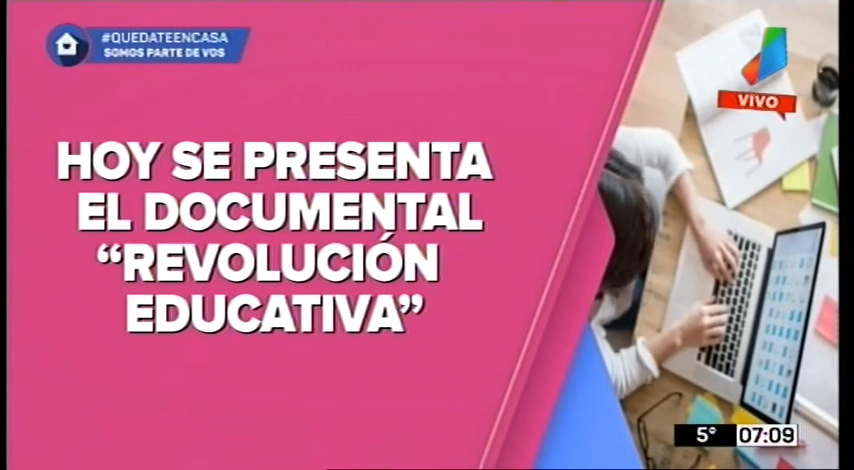 #QUEDATEENCASA
SOMOS PARTE DE VOS
VIVO
HOY SE PRESENTA
EL DOCUMENTAL
“REVOLUCIÓN
EDUCATIVA”
5° 07:09